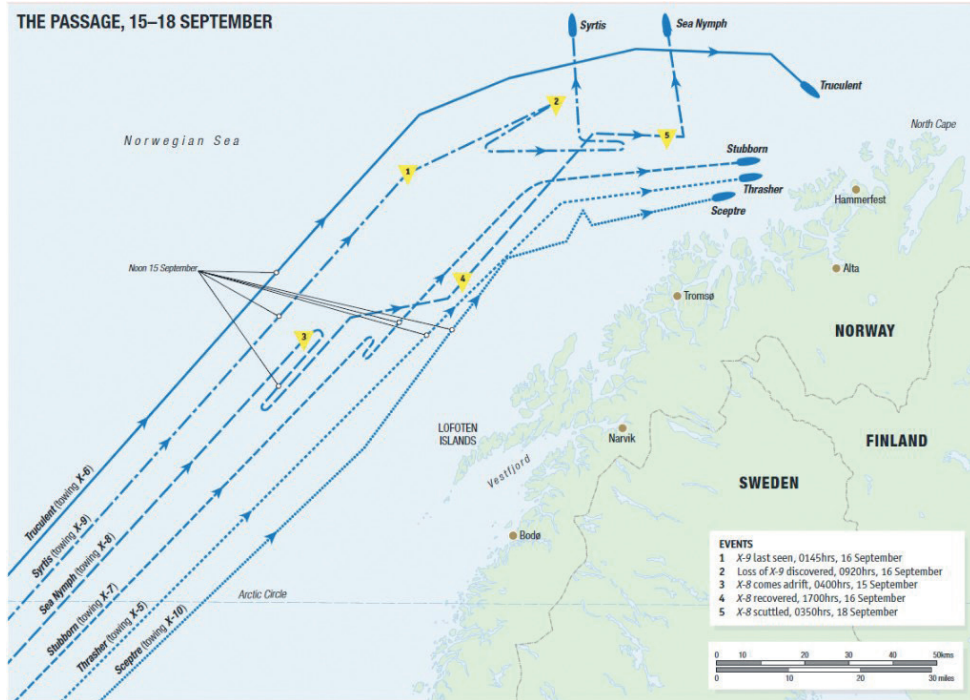 THE PASSAGE, 15–18 SEPTEMBER
Syrtis
Sea Nymph
Truculent
2
Norwegian Sea
5
North Cape
Stubborn
1
Thrasher
Hammerfest
Sceptre
Noon 15 September
4
Alta
Tromsø
3
NORWAY
LOFOTEN
ISLANDS
Narvik
FINLAND
Vestfjord
SWEDEN
Truculent (towing X-6)
Syrtis (towing X-9)
Sea Nymph (towing X-8)
Stubborn (towing X-7)
Thrasher (towing X-5)
Sceptre (towing X-10)
Bodø
Arctic Circle
EVENTS
1 X-9 last seen, 0145hrs, 16 September
2 Loss of X-9 discovered, 0920hrs, 16 September
3 X-8 comes adrift, 0400hrs, 15 September
4 X-8 recovered, 1700hrs, 16 September
5 X-8 scuttled, 0350hrs, 18 September
0 10 20 30 40 50kms
0 10 20 30 miles